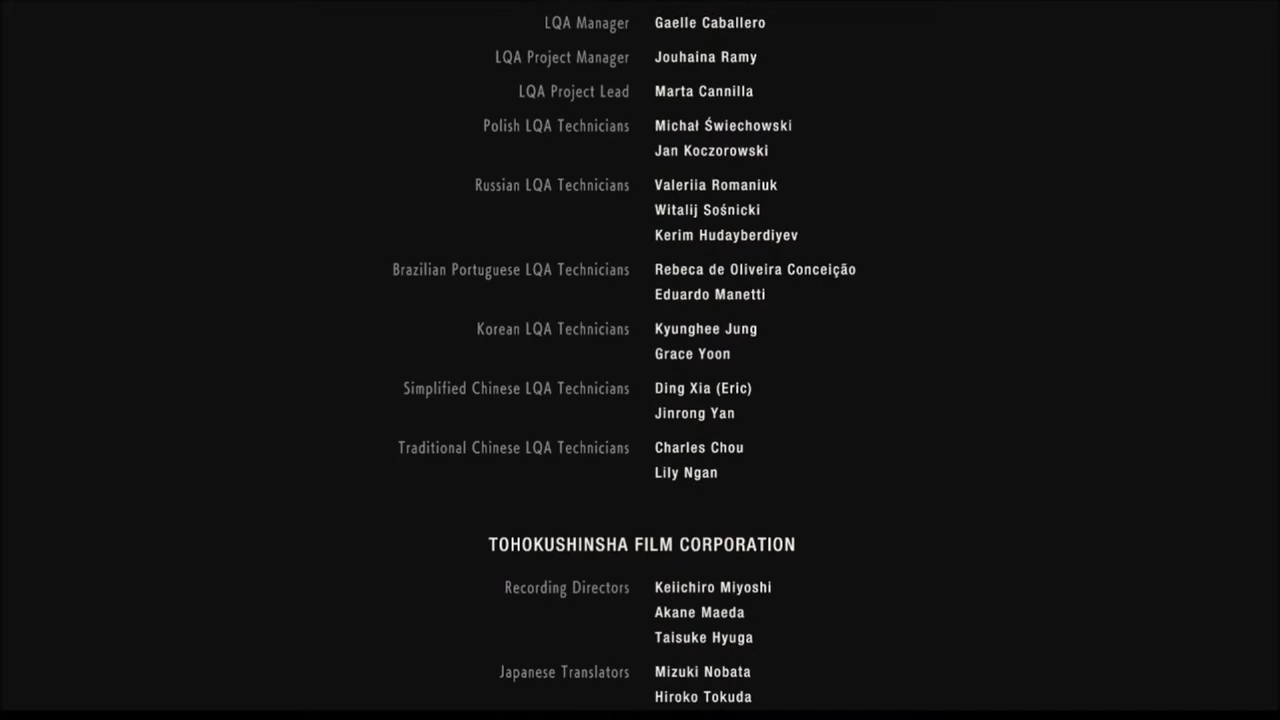 LQA Manager Gaelle Caballero
LQA Project Manager Jouhaina Ramy
LQA Project Lead Marta Cannilla
Polish LQA Technicians Michał Świechowski
Jan Koczorowski
Russian LQA Technicians Valeriia Romaniuk
Witalij Sośnicki
Kerim Hudayberdiyev
Brazilian Portuguese LQA Technicians Rebeca de Oliveira Conceição
Eduardo Manetti
Korean LQA Technicians Kyunghee Jung
Grace Yoon
Simplified Chinese LQA Technicians Ding Xia (Eric)
Jinrong Yan
Traditional Chinese LQA Technicians Charles Chou
Lily Ngan
TOHOKUSHINSHA FILM CORPORATION
Recording Directors Keiichiro Miyoshi
Akane Maeda
Taisuke Hyuga
Japanese Translators Mizuki Nobata
Hiroko Tokuda